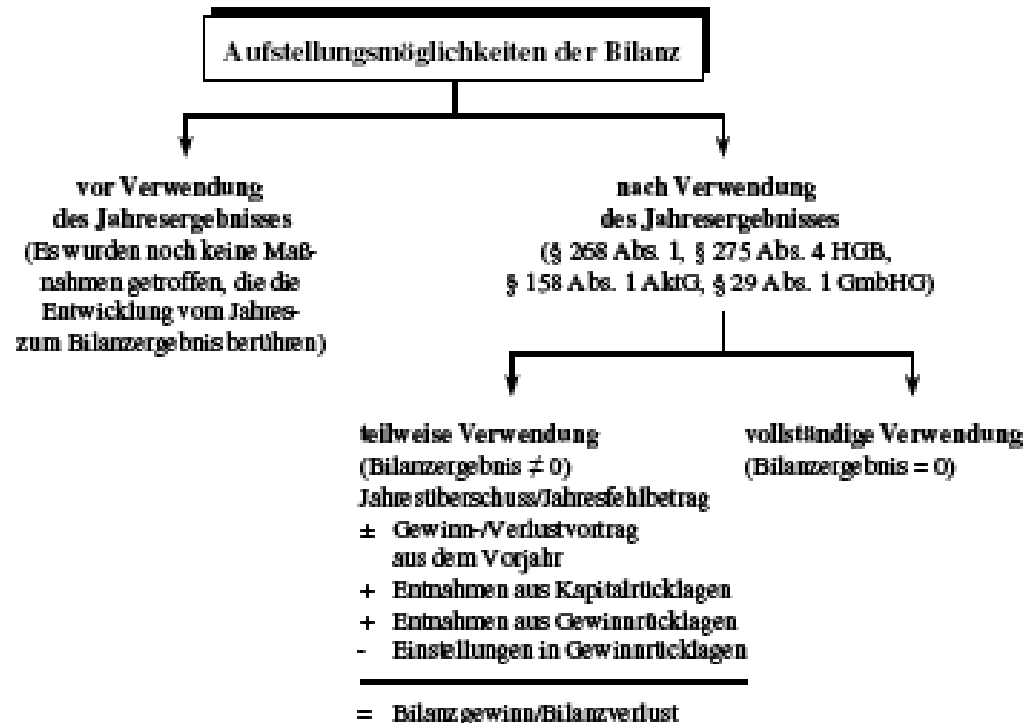 Aufstellungsmöglichkeiten der Bilanz
vor Verwendung
des Jahresergebnisses
(Es wurden noch keine Maß-
nahmen getroffen, die die
Entwicklung vom Jahres-
zum Bilanzergebnis berühren)
nach Verwendung
des Jahresergebnisses
(§ 268 Abs. 1, § 275 Abs. 4 HGB,
§ 158 Abs. 1 AktG, § 29 Abs. 1 GmbHG)
teilweise Verwendung
(Bilanzergebnis ≠ 0)
Jahresüberschuss/Jahresfehlbetrag
± Gewinn-/Verlustvortrag
aus dem Vorjahr
+ Entnahmen aus Kapitalrücklagen
+ Entnahmen aus Gewinnrücklagen
- Einstellungen in Gewinnrücklagen
= Bilanzgewinn/Bilanzverlust
vollständige Verwendung
(Bilanzergebnis = 0)